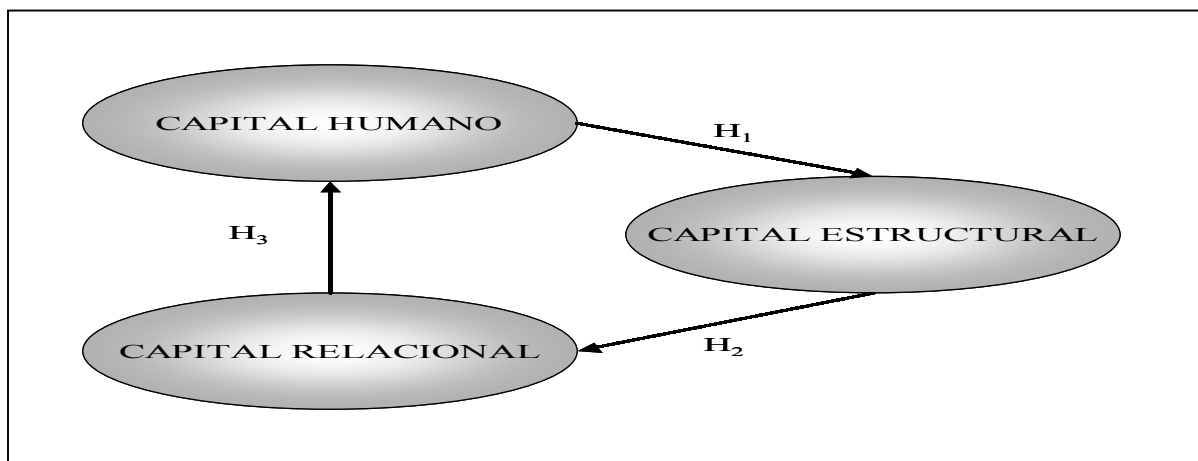 CAPITAL HUMANO
H₁
CAPITAL ESTRUCTURAL
H₃
H₂
CAPITAL RELACIONAL